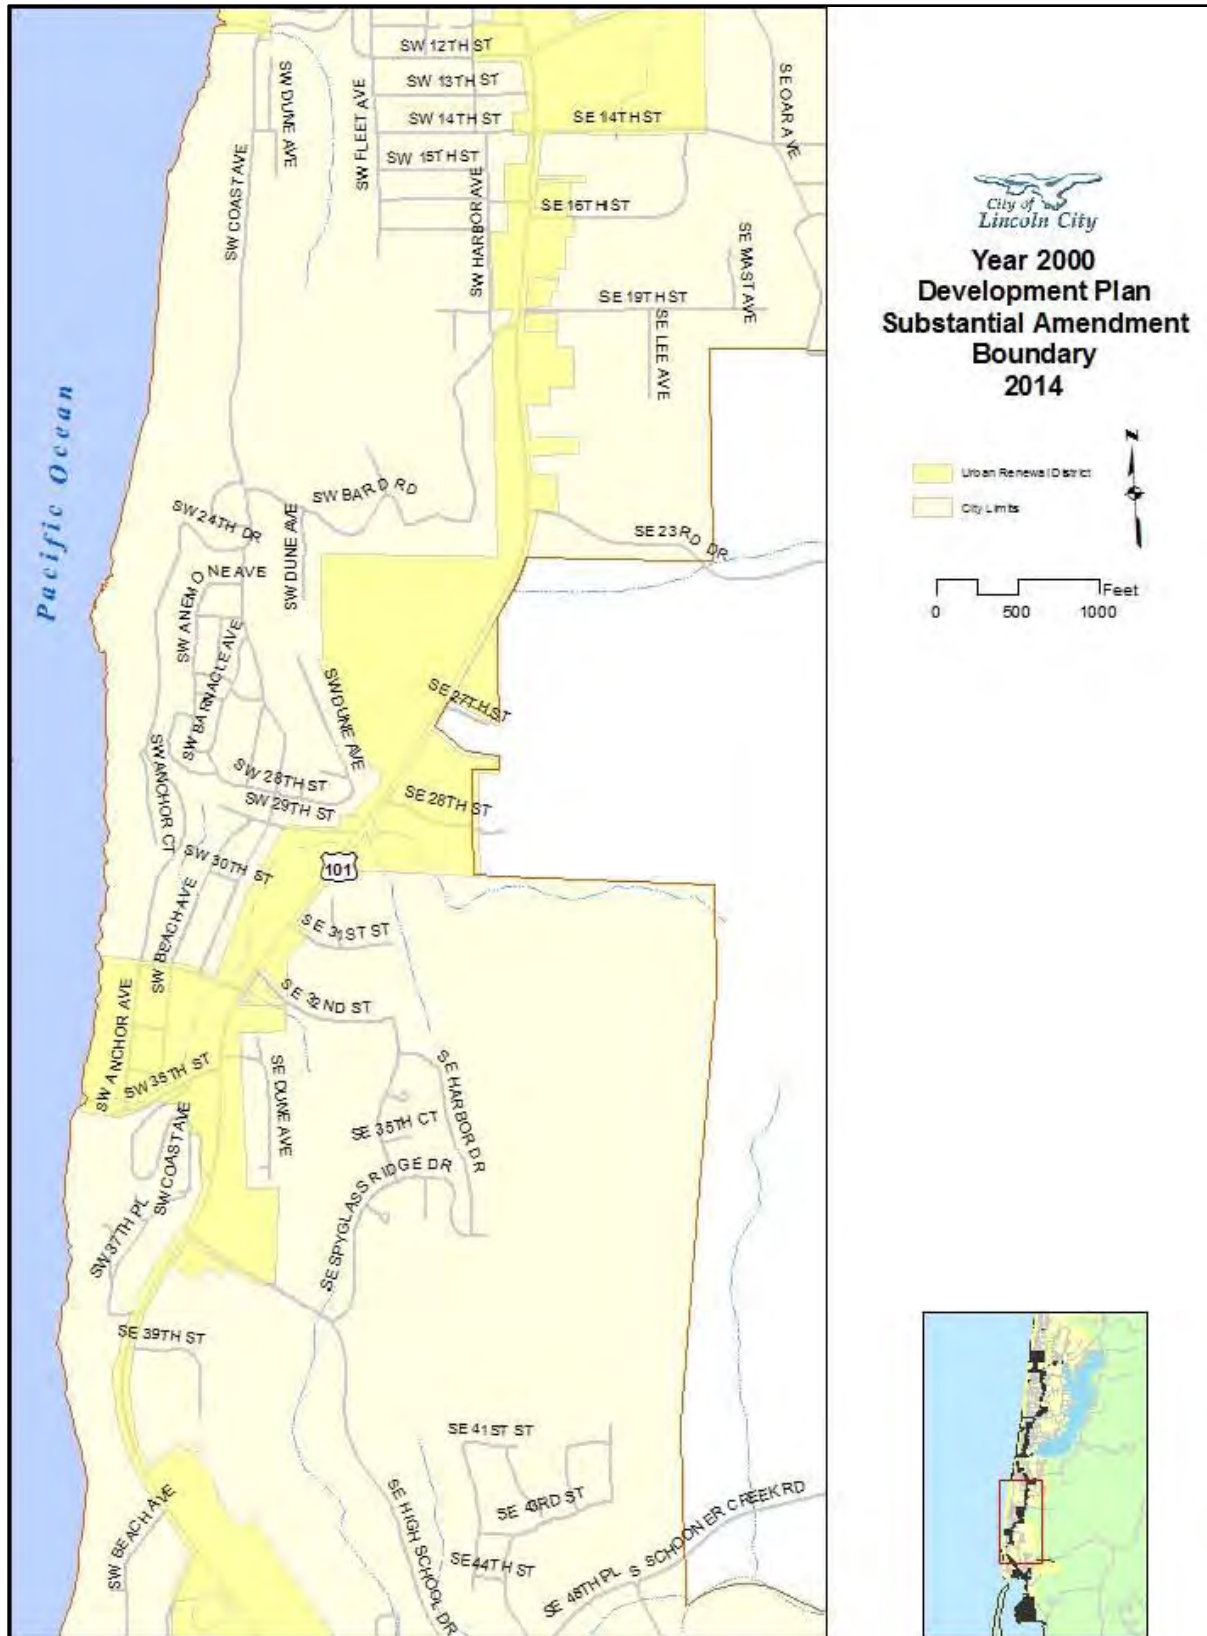 SW 12TH ST
SW 13TH ST
SW DUNE AVE
SW FLEET AVE
SE OAR AVE
SW 14TH ST
SE 14TH ST
SW 15TH ST
SW COAST AVE
SW HARBOR AVE
SE 16TH ST
SE MAST AVE
SE 19TH ST
SE LEE AVE
Pacific Ocean
SW BARD RD
SW 24TH DR
SW DUNE AVE
SE 23RD DR
SW ANEMONE AVE
SW BARNACLE AVE
SE 27TH ST
SW DUNE AVE
SW ANCHOR CT
SW 28TH ST
SW 29TH ST
SE 28TH ST
SW 30TH ST
101
SW BEACH AVE
SE 31ST ST
SE 32ND ST
SW ANCHOR AVE
SW 35TH ST
SE DUNE AVE
SE HARBOR DR
SE 35TH CT
SW COAST AVE
SE SPYGLASS RIDGE DR
SW 37TH PL
SE 39TH ST
SE 41ST ST
SE 43RD ST
SW BEACH AVE
SE HIGH SCHOOL DR
SE 44TH ST
SE 48TH PL
S SCHOONER CREEK RD
City of
Lincoln City
Year 2000
Development Plan
Substantial Amendment
Boundary
2014
Urban Renewal District
City Limits
N
Feet
0 500 1000